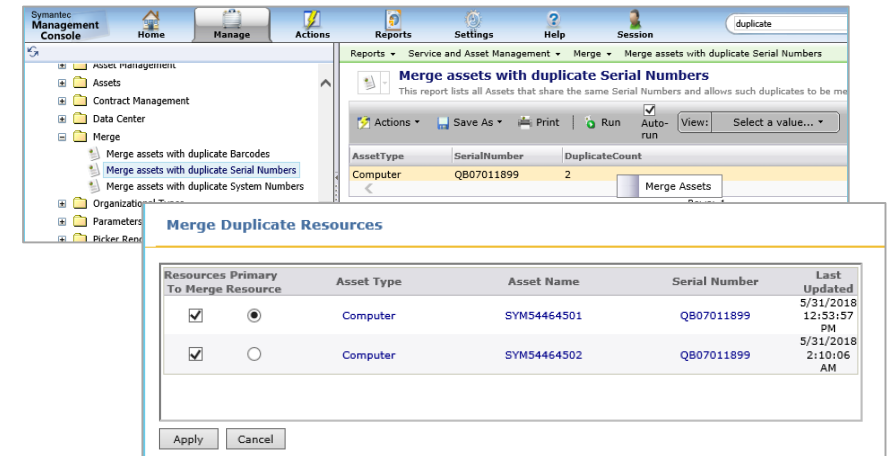 Symantec
Management
Console
Home
Manage
Actions
Reports
Settings
Help
Session
duplicate
Asset Management
Assets
Contract Management
Data Center
Merge
Merge assets with duplicate Barcodes
Merge assets with duplicate Serial Numbers
Merge assets with duplicate System Numbers
Organizational Types
Parameters
Picker Rep
Reports Service and Asset Management Merge Merge assets with duplicate Serial Numbers
Merge assets with duplicate Serial Numbers
This report lists all Assets that share the same Serial Numbers and allows such duplicates to be me
Actions Save As Print Run Auto-run View: Select a value...
AssetType SerialNumber DuplicateCount
Computer QB07011899 2
Merge Assets
Merge Duplicate Resources
Resources Primary
To Merge Resource
Asset Type
Asset Name
Serial Number
Last
Updated
Computer SYM54464501 QB07011899 5/31/2018 12:53:57 PM
Computer SYM54464502 QB07011899 5/31/2018 2:10:06 AM
Apply Cancel